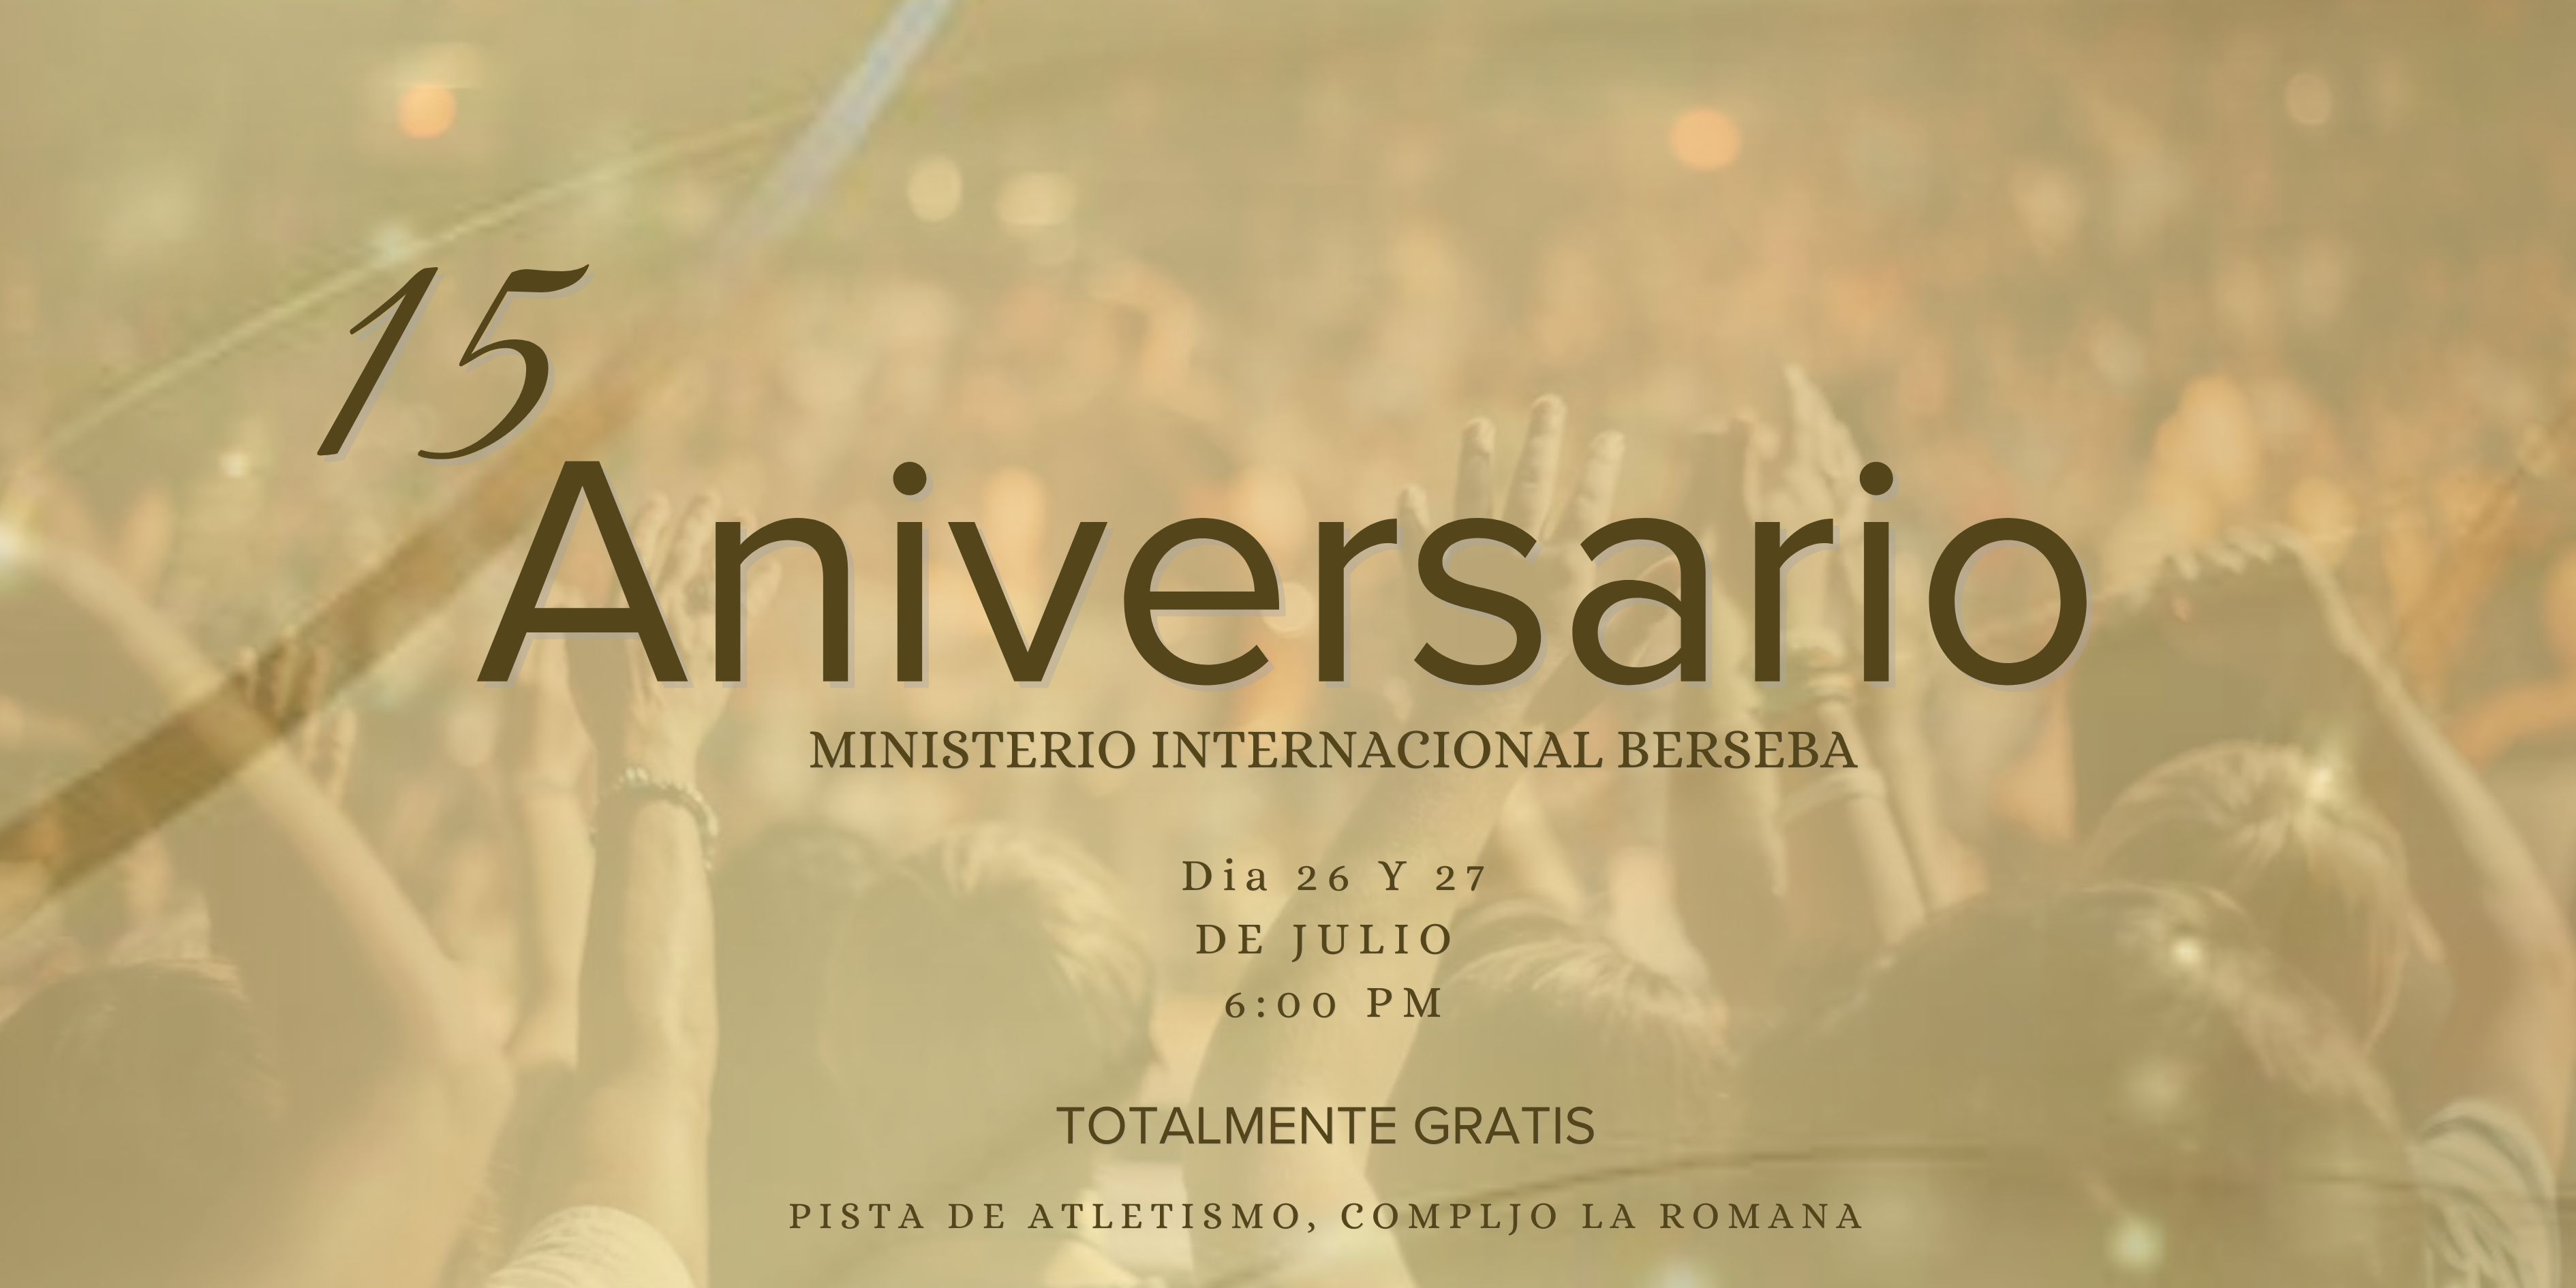 15
Aniversario
MINISTERIO INTERNACIONAL BERSEBA
Dia 26 Y 27
DE JULIO
6:00 PM
TOTALMENTE GRATIS
PISTA DE ATLETISMO, COMPLJO LA ROMANA